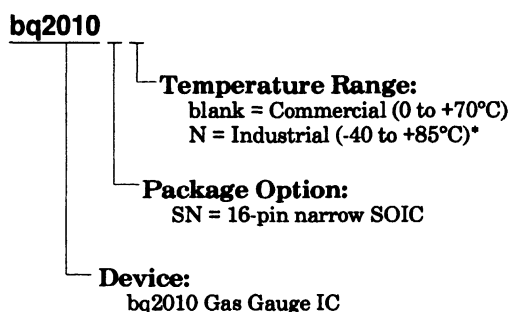 bq2010
Temperature Range:
blank = Commercial (0 to +70°C)
N = Industrial (-40 to +85°C)*
Package Option:
SN = 16-pin narrow SOIC
Device:
bq2010 Gas Gauge IC